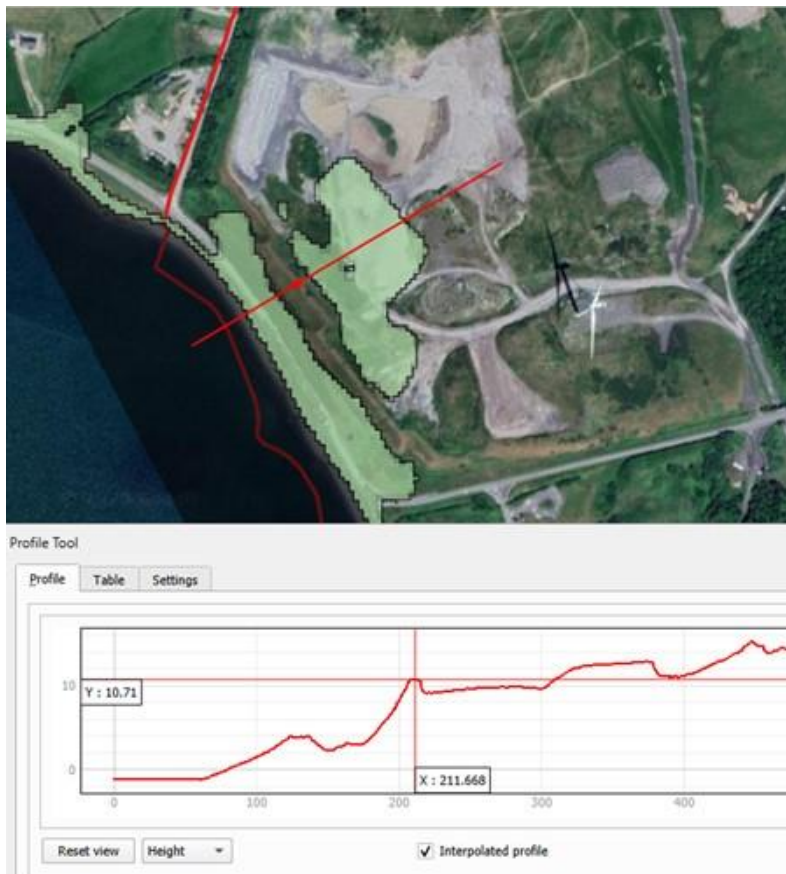 Profile Tool
Profile Table Settings
10
Y : 10.71
0
X : 211.668
0 100 200 300 400
Reset view Height Interpolated profile